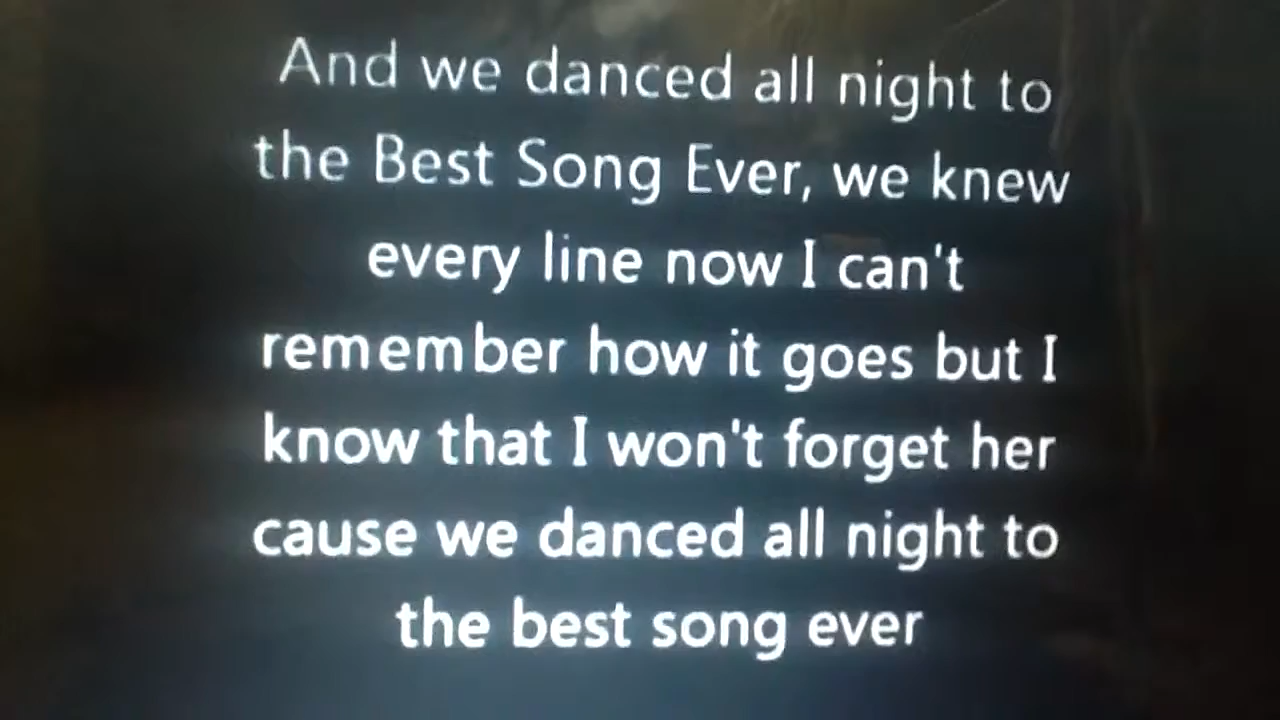 And we danced all night to
the Best Song Ever, we knew
every line now I can't
remember how it goes but I
know that I won't forget her
cause we danced all night to
the best song ever